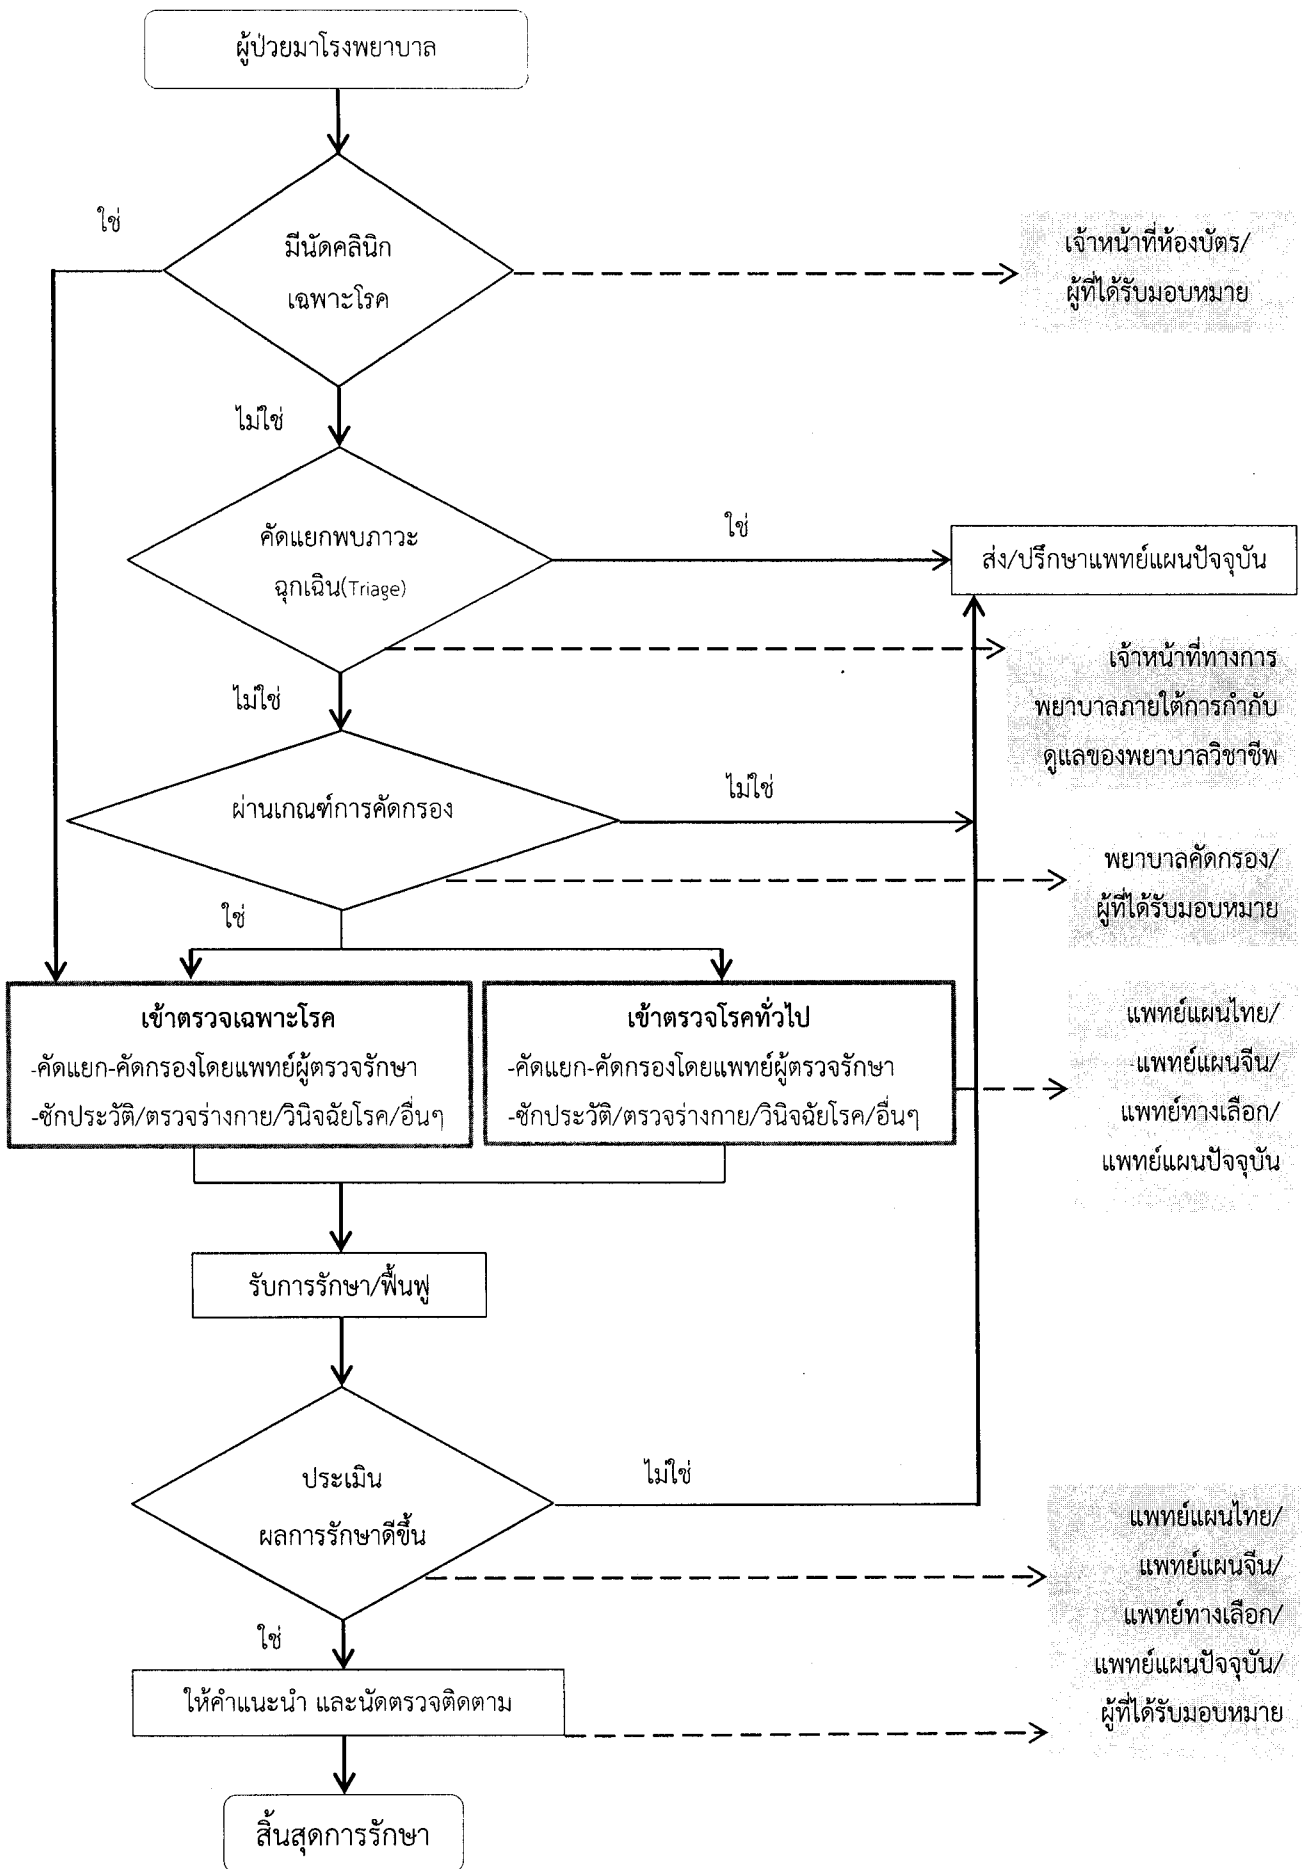 ผู้ป่วยมาโรงพยาบาล
ใช่
มีนัดคลินิก
เฉพาะโรค
เจ้าหน้าที่ห้องบัตร/
ผู้ที่ได้รับมอบหมาย
ไม่ใช่
คัดแยกพบภาวะ
ฉุกเฉิน(Triage)
ใช่
ส่ง/ปรึกษาแพทย์แผนปัจจุบัน
เจ้าหน้าที่ทางการ
พยาบาลภายใต้การกำกับ
ดูแลของพยาบาลวิชาชีพ
ไม่ใช่
ผ่านเกณฑ์การคัดกรอง
ไม่ใช่
พยาบาลคัดกรอง/
ผู้ที่ได้รับมอบหมาย
ใช่
เข้าตรวจเฉพาะโรค
-คัดแยก-คัดกรองโดยแพทย์ผู้ตรวจรักษา
-ซักประวัติ/ตรวจร่างกาย/วินิจฉัยโรค/อื่นๆ
เข้าตรวจโรคทั่วไป
-คัดแยก-คัดกรองโดยแพทย์ผู้ตรวจรักษา
-ซักประวัติ/ตรวจร่างกาย/วินิจฉัยโรค/อื่นๆ
แพทย์แผนไทย/
แพทย์แผนจีน/
แพทย์ทางเลือก/
แพทย์แผนปัจจุบัน
รับการรักษา/ฟื้นฟู
ประเมิน
ผลการรักษาดีขึ้น
ไม่ใช่
แพทย์แผนไทย/
แพทย์แผนจีน/
แพทย์ทางเลือก/
แพทย์แผนปัจจุบัน/
ผู้ที่ได้รับมอบหมาย
ใช่
ให้คำแนะนำ และนัดตรวจติดตาม
สิ้นสุดการรักษา